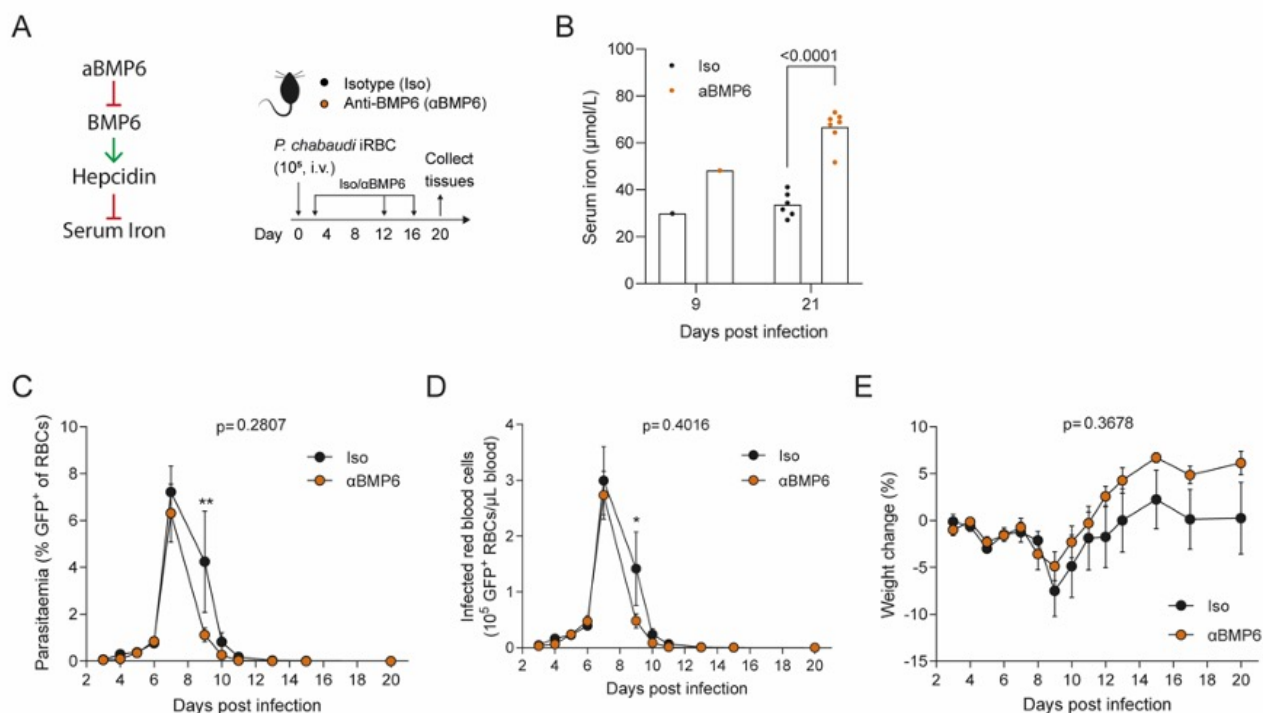 A
aBMP6
BMP6
Hepcidin
Serum Iron
Isotype (Iso)
Anti-BMP6 (αBMP6)
P. chabaudi iRBC
(10⁵, i.v.)
Iso/αBMP6
Collect
tissues
Day 0 4 8 12 16 20
B
Serum iron (μmol/L)
100
80
60
40
20
0
Iso
aBMP6
<0.0001
9 21
Days post infection
C
Parasitaemia (% GFP⁺ of RBCs)
10
8
6
4
2
0
p= 0.2807
Iso
αBMP6
**
2 4 6 8 10 12 14 16 18 20
Days post infection
D
Infected red blood cells
(10⁵ GFP⁺ RBCs/μL blood)
4
3
2
1
0
p= 0.4016
Iso
αBMP6
*
2 4 6 8 10 12 14 16 18 20
Days post infection
E
Weight change (%)
10
5
0
-5
-10
-15
p= 0.3678
Iso
αBMP6
2 4 6 8 10 12 14 16 18 20
Days post infection